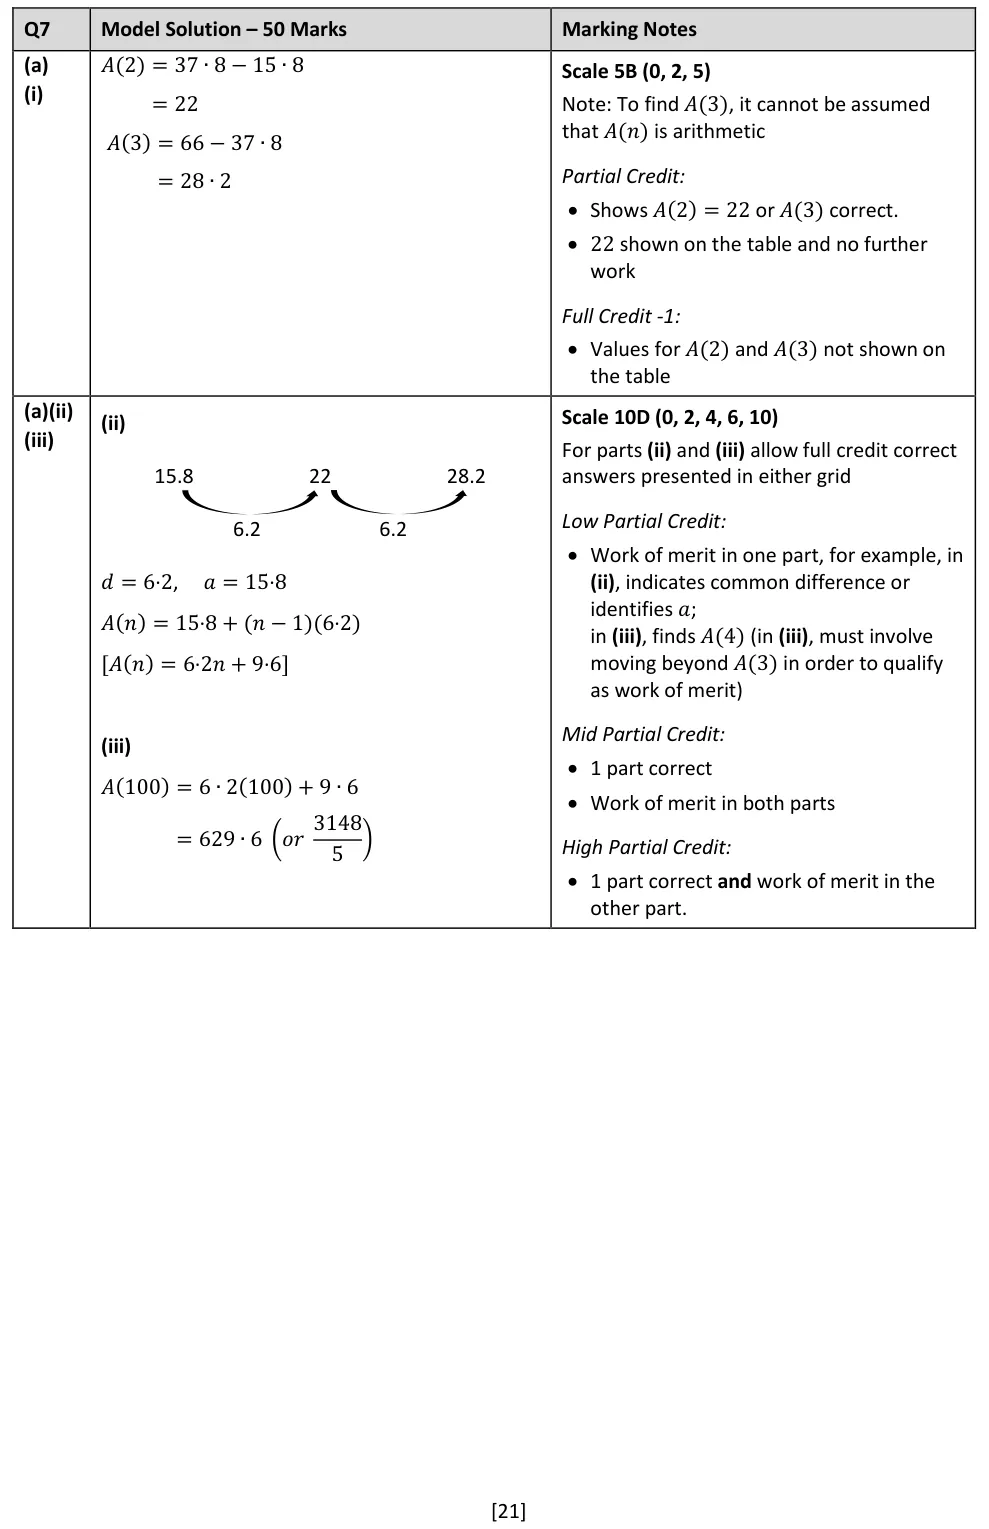 Q7 Model Solution – 50 Marks Marking Notes
(a)
(i)
A(2) = 37 · 8 − 15 · 8
= 22
A(3) = 66 − 37 · 8
= 28 · 2
Scale 5B (0, 2, 5)
Note: To find A(3), it cannot be assumed
that A(n) is arithmetic
Partial Credit:
• Shows A(2) = 22 or A(3) correct.
• 22 shown on the table and no further
work
Full Credit -1:
• Values for A(2) and A(3) not shown on
the table
(a)(ii)
(iii)
(ii)
15.8 22 28.2
6.2 6.2
d = 6·2, a = 15·8
A(n) = 15·8 + (n − 1)(6·2)
[A(n) = 6·2n + 9·6]
(iii)
A(100) = 6 · 2(100) + 9 · 6
= 629 · 6 (or 3148/5)
Scale 10D (0, 2, 4, 6, 10)
For parts (ii) and (iii) allow full credit correct
answers presented in either grid
Low Partial Credit:
• Work of merit in one part, for example, in
(ii), indicates common difference or
identifies a;
in (iii), finds A(4) (in (iii), must involve
moving beyond A(3) in order to qualify
as work of merit)
Mid Partial Credit:
• 1 part correct
• Work of merit in both parts
High Partial Credit:
• 1 part correct and work of merit in the
other part.
[21]